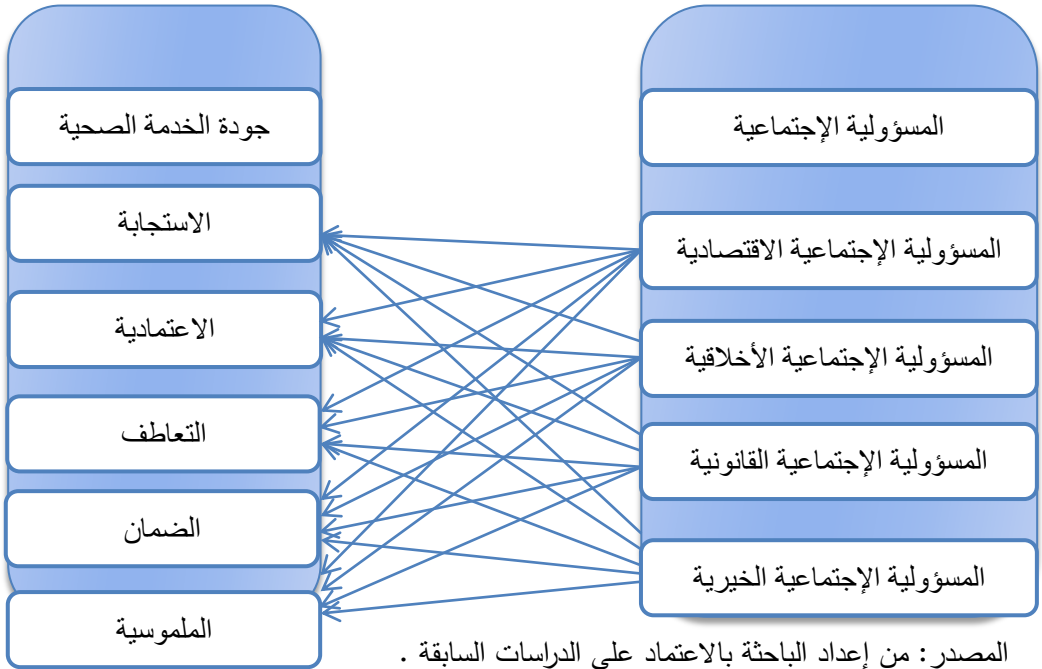 المسؤولية الإجتماعية
المسؤولية الإجتماعية الاقتصادية
المسؤولية الإجتماعية الأخلاقية
المسؤولية الإجتماعية القانونية
المسؤولية الإجتماعية الخيرية
جودة الخدمة الصحية
الاستجابة
الاعتمادية
التعاطف
الضمان
الملموسية
المصدر : من إعداد الباحثة بالاعتماد على الدراسات السابقة .